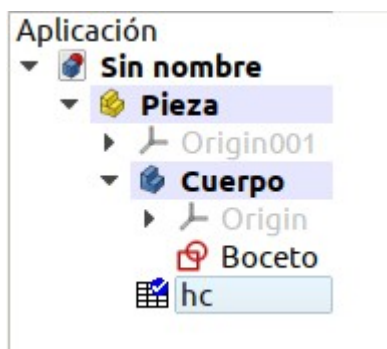 Aplicación
Sin nombre
Pieza
Origin001
Cuerpo
Origin
Boceto
hc